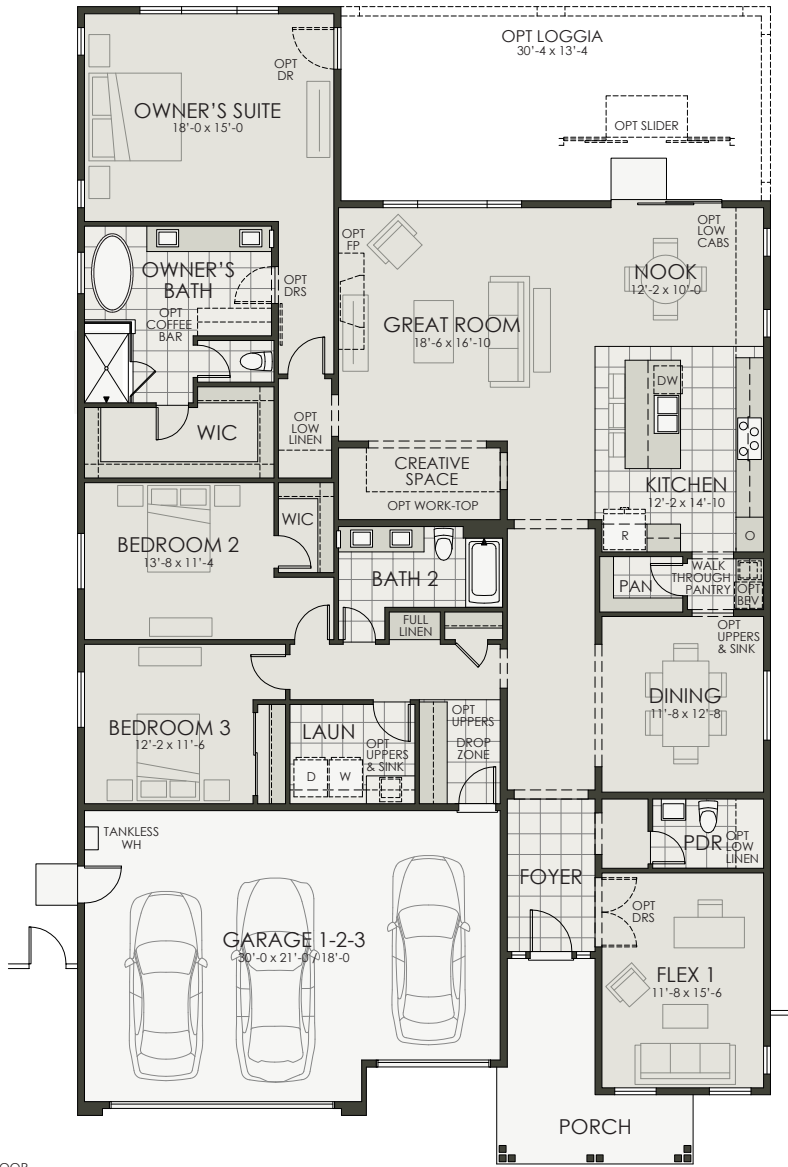 OPT LOGGIA
30'-4 x 13'-4
OPT
DR
OPT SLIDER
OWNER'S SUITE
18'-0 x 15'-0
OPT
LOW
CABS
OPT
FP
OWNER'S
BATH
OPT
DRS
NOOK
12'-2 x 10'-0
OPT
COFFEE
BAR
GREAT ROOM
18'-6 x 16'-10
DW
OPT
LOW
LINEN
WIC
CREATIVE
SPACE
OPT WORK-TOP
KITCHEN
12'-2 x 14'-10
WIC
R
O
BEDROOM 2
13'-8 x 11'-4
BATH 2
WALK
THROUGH
PANTRY
PAN
OPT
BEV
FULL
LINEN
OPT
UPPERS
& SINK
DINING
11'-8 x 12'-8
BEDROOM 3
12'-2 x 11'-6
LAUN
OPT
UPPERS
OPT
UPPERS
& SINK
DROP
ZONE
D
W
TANKLESS
WH
PDR
OPT
LOW
LINEN
FOYER
OPT
DRS
GARAGE 1-2-3
30'-0 x 21'-0 / 18'-0
FLEX 1
11'-8 x 15'-6
PORCH